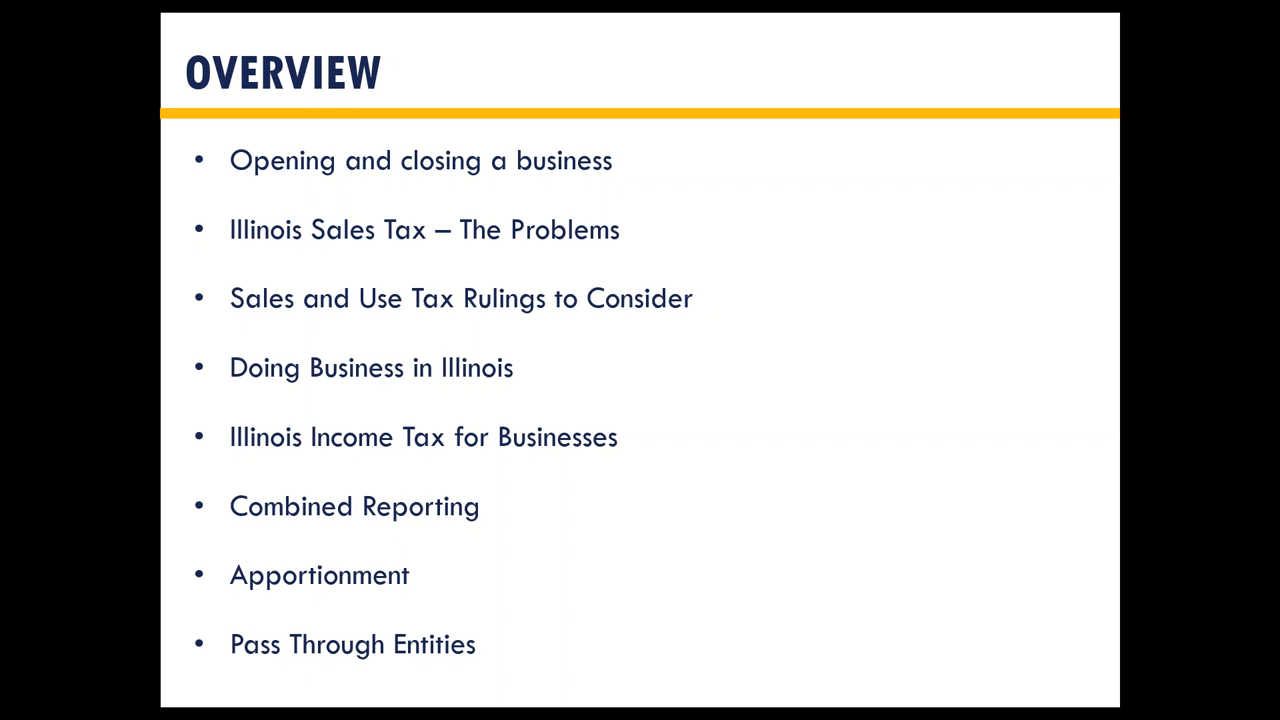 OVERVIEW
• Opening and closing a business
• Illinois Sales Tax – The Problems
• Sales and Use Tax Rulings to Consider
• Doing Business in Illinois
• Illinois Income Tax for Businesses
• Combined Reporting
• Apportionment
• Pass Through Entities